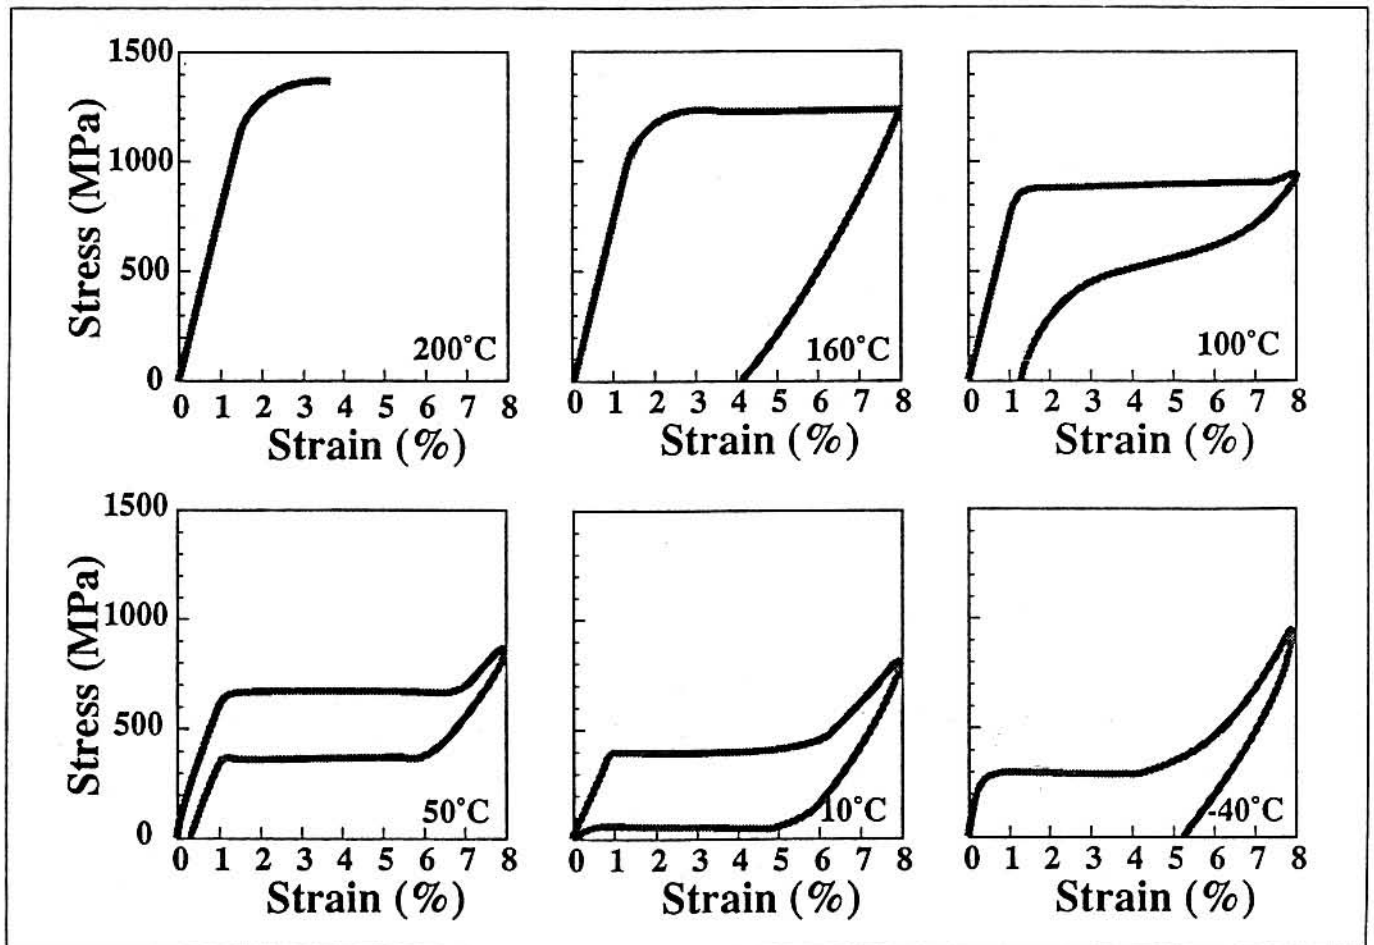 1500
1000
500
0
Stress (MPa)
200°C
0 1 2 3 4 5 6 7 8
Strain (%)
160°C
0 1 2 3 4 5 6 7 8
Strain (%)
100°C
0 1 2 3 4 5 6 7 8
Strain (%)
1500
1000
500
0
Stress (MPa)
50°C
0 1 2 3 4 5 6 7 8
Strain (%)
10°C
0 1 2 3 4 5 6 7 8
Strain (%)
-40°C
0 1 2 3 4 5 6 7 8
Strain (%)